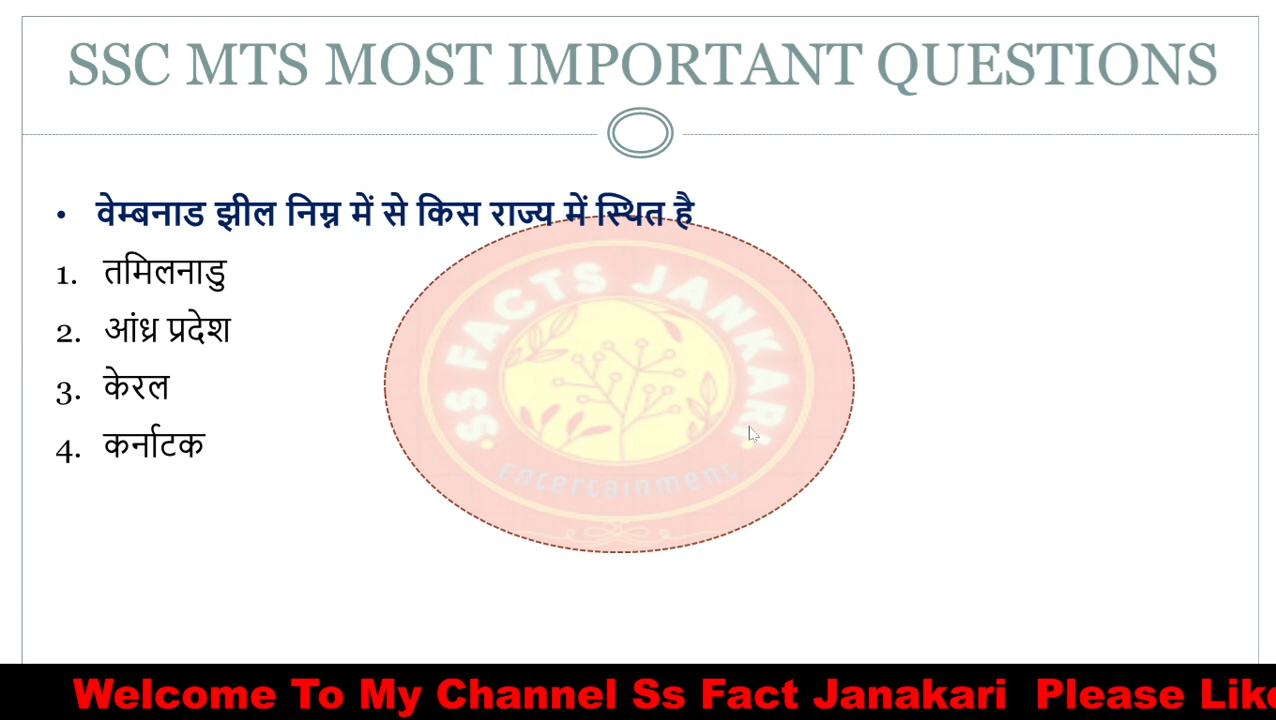 SSC MTS MOST IMPORTANT QUESTIONS
• वेम्बनाड झील निम्न में से किस राज्य में स्थित है
1. तमिलनाडु
2. आंध्र प्रदेश
3. केरल
4. कर्नाटक
SS FACTS JANKARI
Entertainment
Welcome To My Channel Ss Fact Janakari Please Like